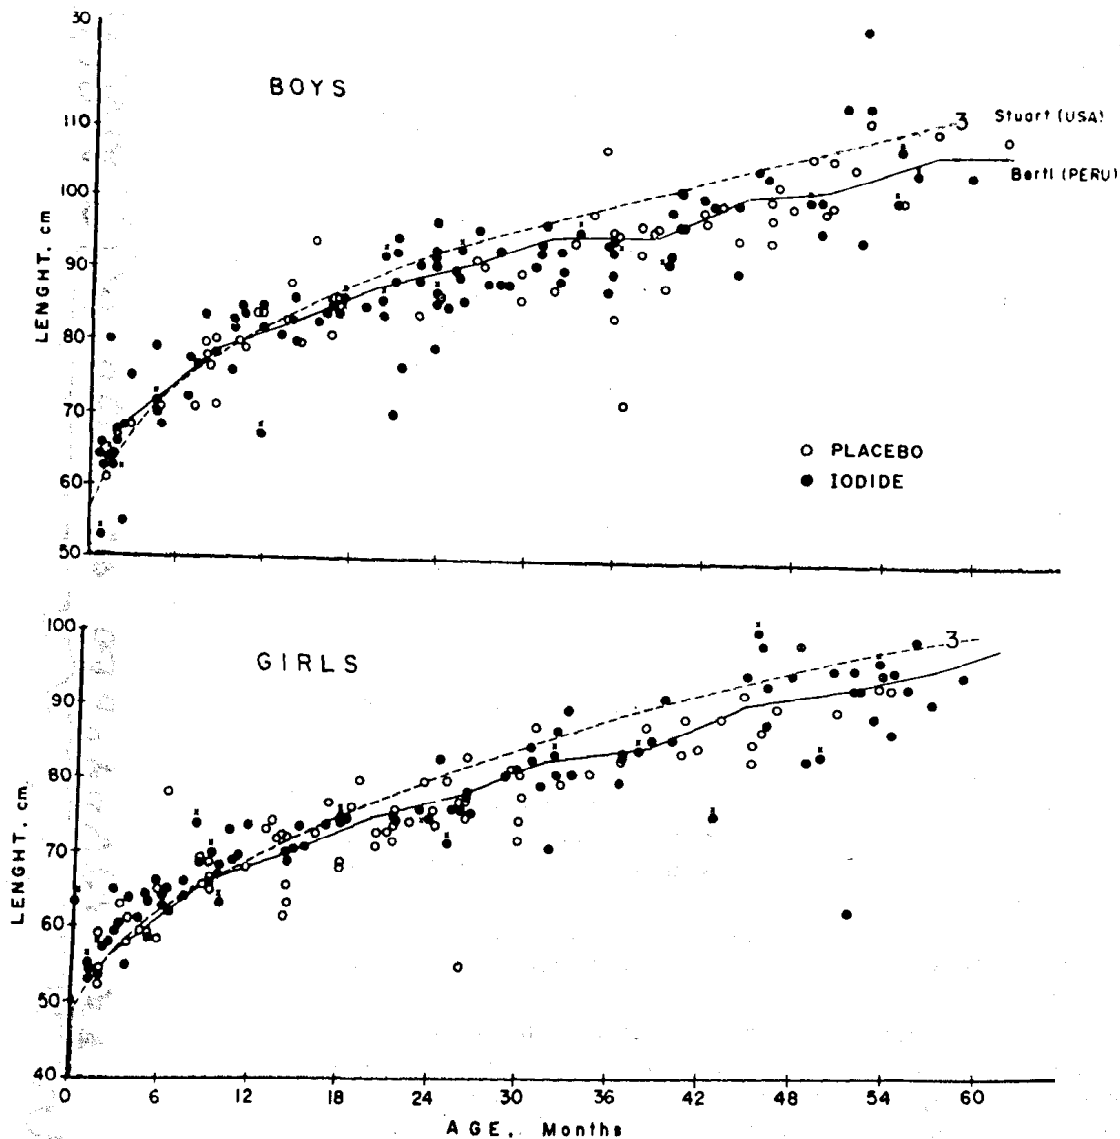 30
BOYS
110
3 Stuart (USA)
100
Bertl (PERU)
90
LENGHT. cm
80
70
○ PLACEBO
60
● IODIDE
50
100
GIRLS
3
90
80
LENGHT. cm
70
60
50
40
0 6 12 18 24 30 36 42 48 54 60
AGE, Months